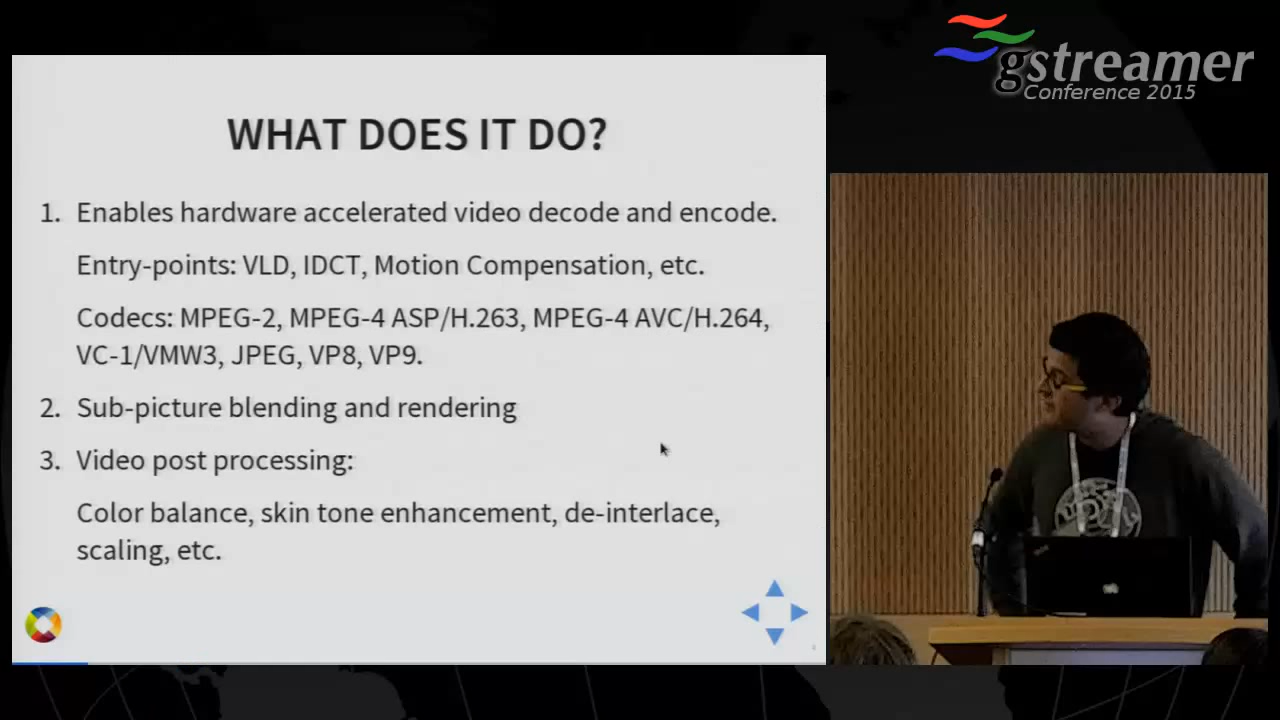 gstreamer
Conference 2015
WHAT DOES IT DO?
1. Enables hardware accelerated video decode and encode.
Entry-points: VLD, IDCT, Motion Compensation, etc.
Codecs: MPEG-2, MPEG-4 ASP/H.263, MPEG-4 AVC/H.264,
VC-1/VMW3, JPEG, VP8, VP9.
2. Sub-picture blending and rendering
3. Video post processing:
Color balance, skin tone enhancement, de-interlace,
scaling, etc.